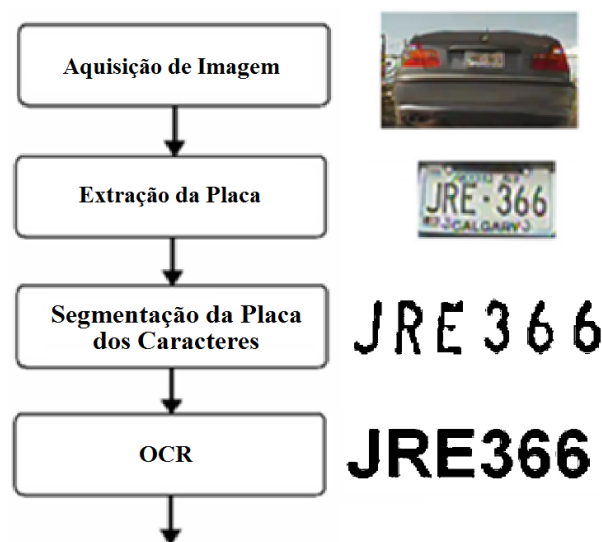 Aquisição de Imagem
Extração da Placa
JRE·366
CALGARY
Segmentação da Placa
dos Caracteres
JRE366
OCR
JRE366